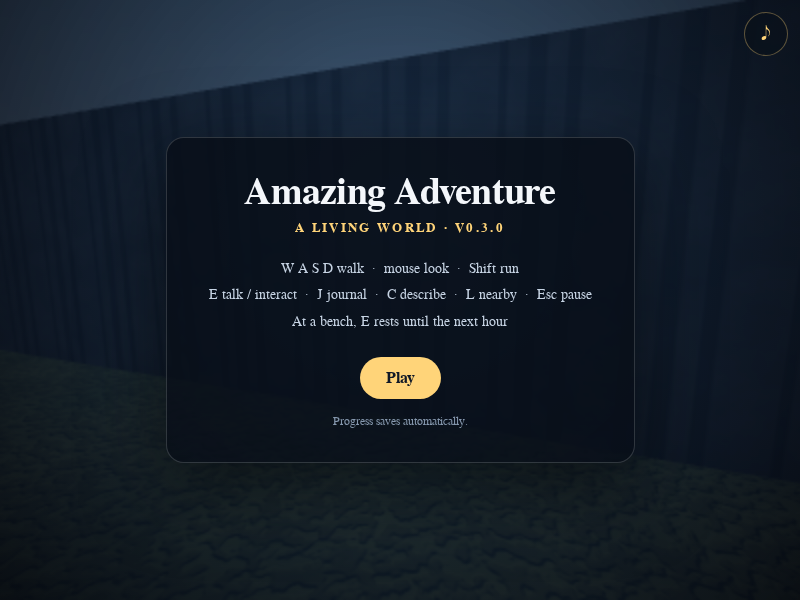 ♪
Amazing Adventure
A LIVING WORLD · V0.3.0
W A S D walk · mouse look · Shift run
E talk / interact · J journal · C describe · L nearby · Esc pause
At a bench, E rests until the next hour
Play
Progress saves automatically.